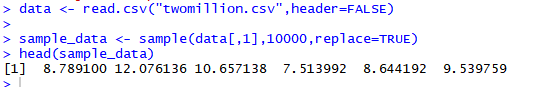 > data <- read.csv("twomillion.csv",header=FALSE)
>
> sample_data <- sample(data[,1],10000,replace=TRUE)
> head(sample_data)
[1]  8.789100 12.076136 10.657138  7.513992  8.644192  9.539759
>